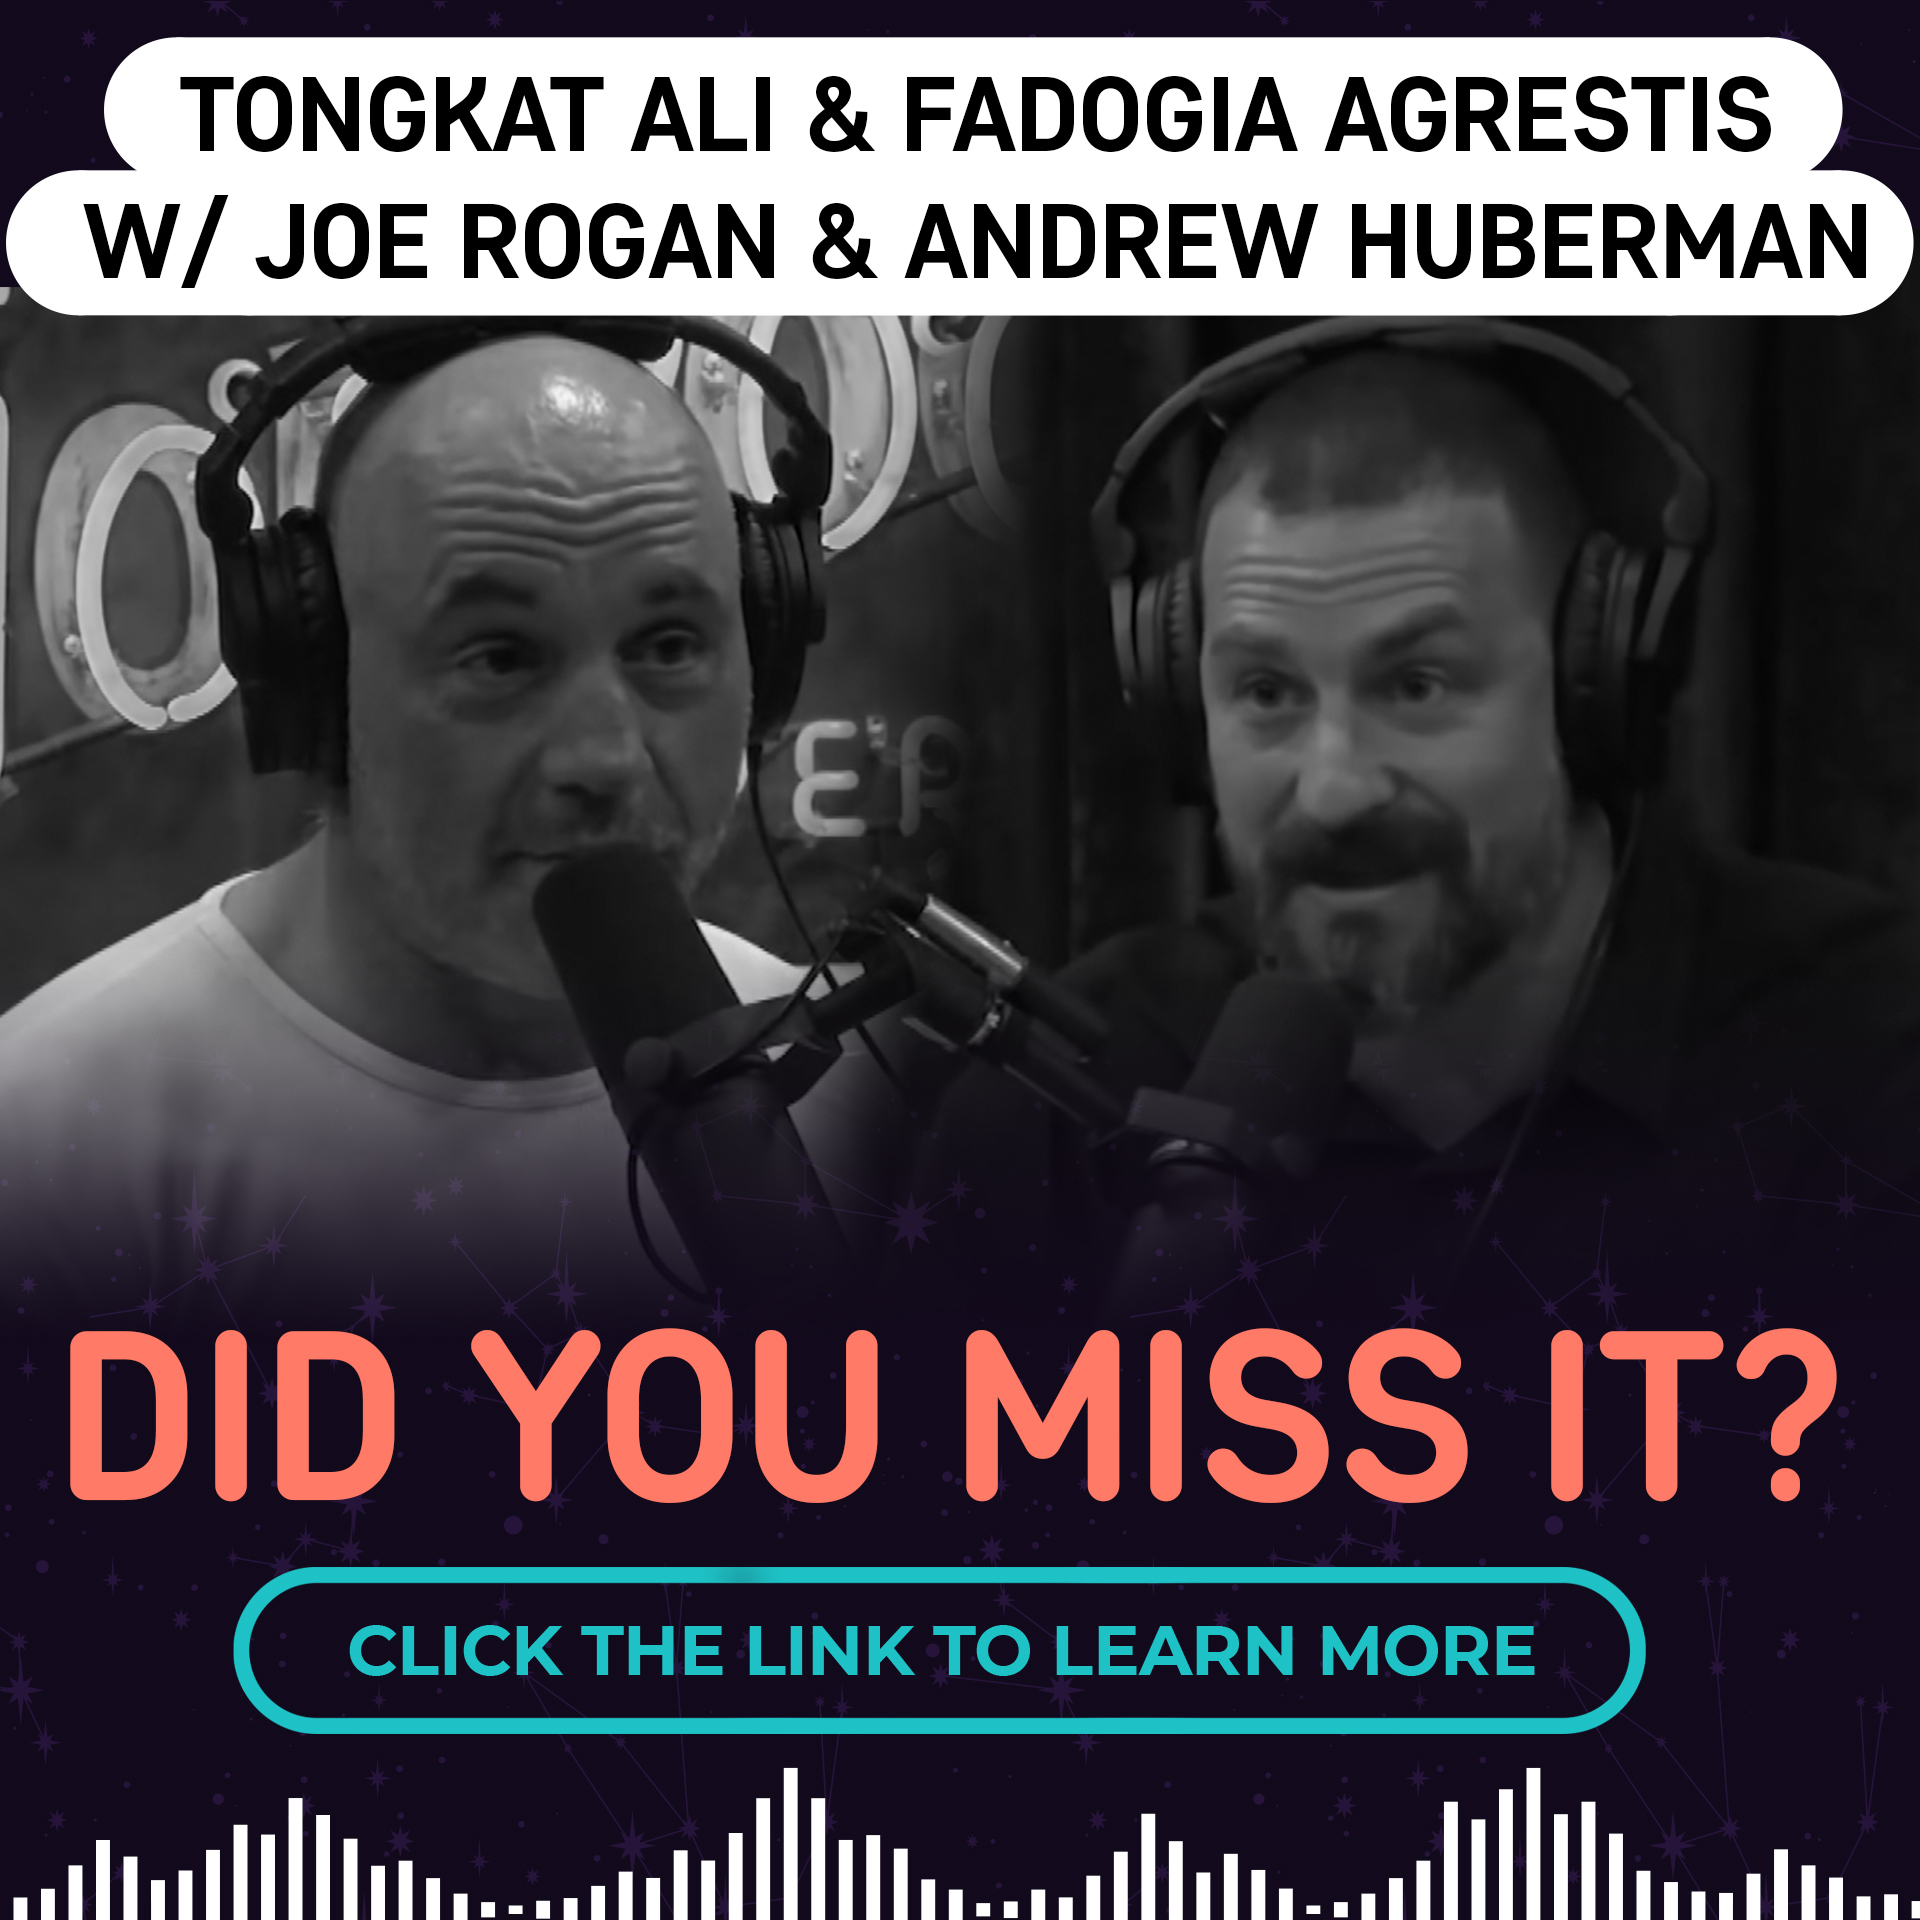 TONGKAT ALI & FADOGIA AGRESTIS
W/ JOE ROGAN & ANDREW HUBERMAN
DID YOU MISS IT?
CLICK THE LINK TO LEARN MORE